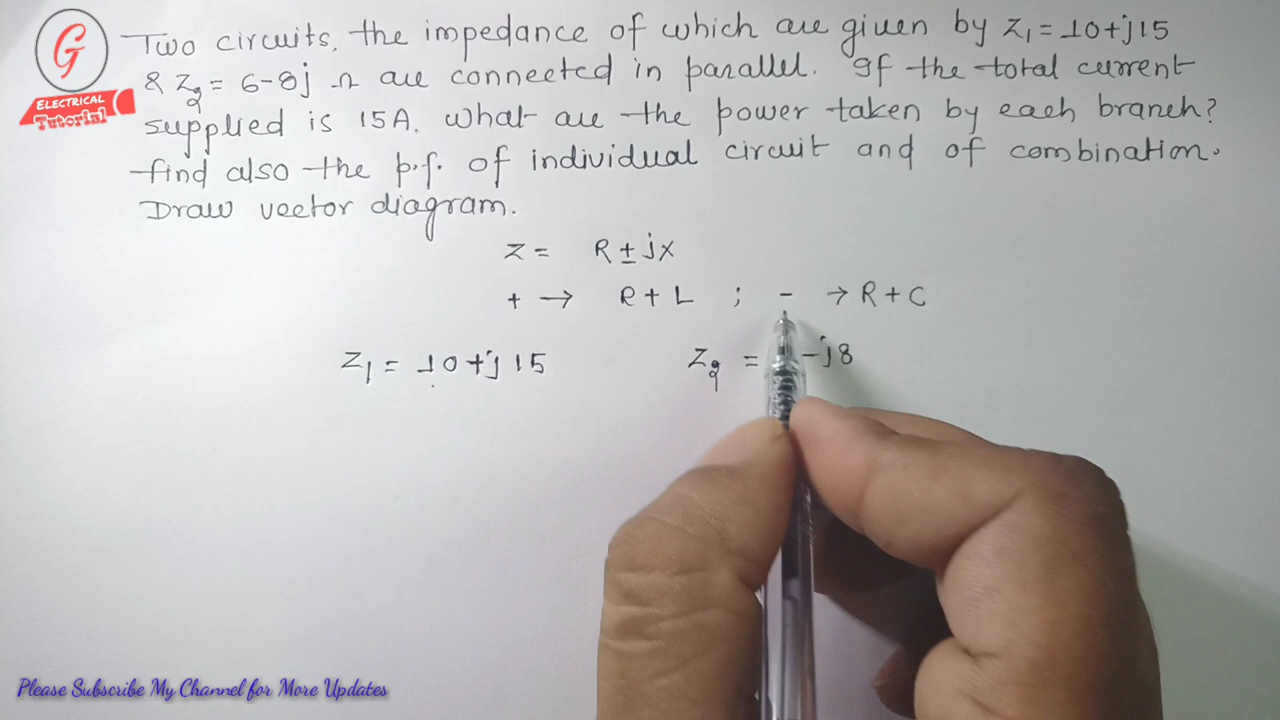 G
ELECTRICAL
Tutorial
Two circuits, the impedance of which are given by Z1 = 10+j15
& Z2 = 6-8j Ω are connected in parallel. If the total current
supplied is 15A. What are the power taken by each branch?
find also the p.f. of individual circuit and of combination.
Draw vector diagram.
Z = R ± jX
+ → R + L ; - → R + C
Z1 = 10 + j 15 Z2 = -j8
Please Subscribe My Channel for More Updates